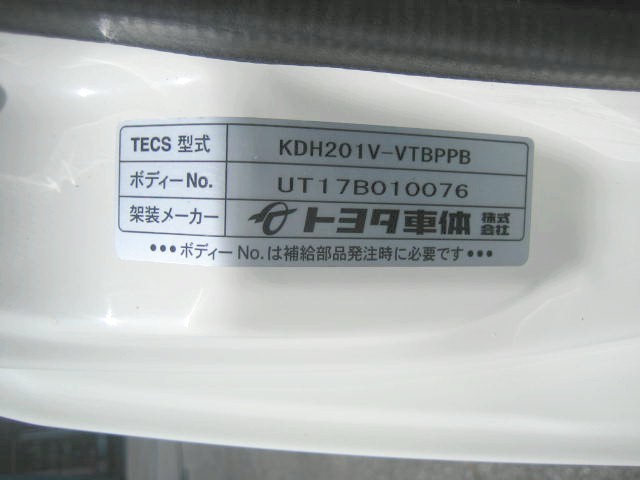 TECS 型式 KDH201V-VTBPPB
ボディーNo. UT17B010076
架装メーカー トヨタ車体 株式会社
•••ボディーNo.は補給部品発注時に必要です•••